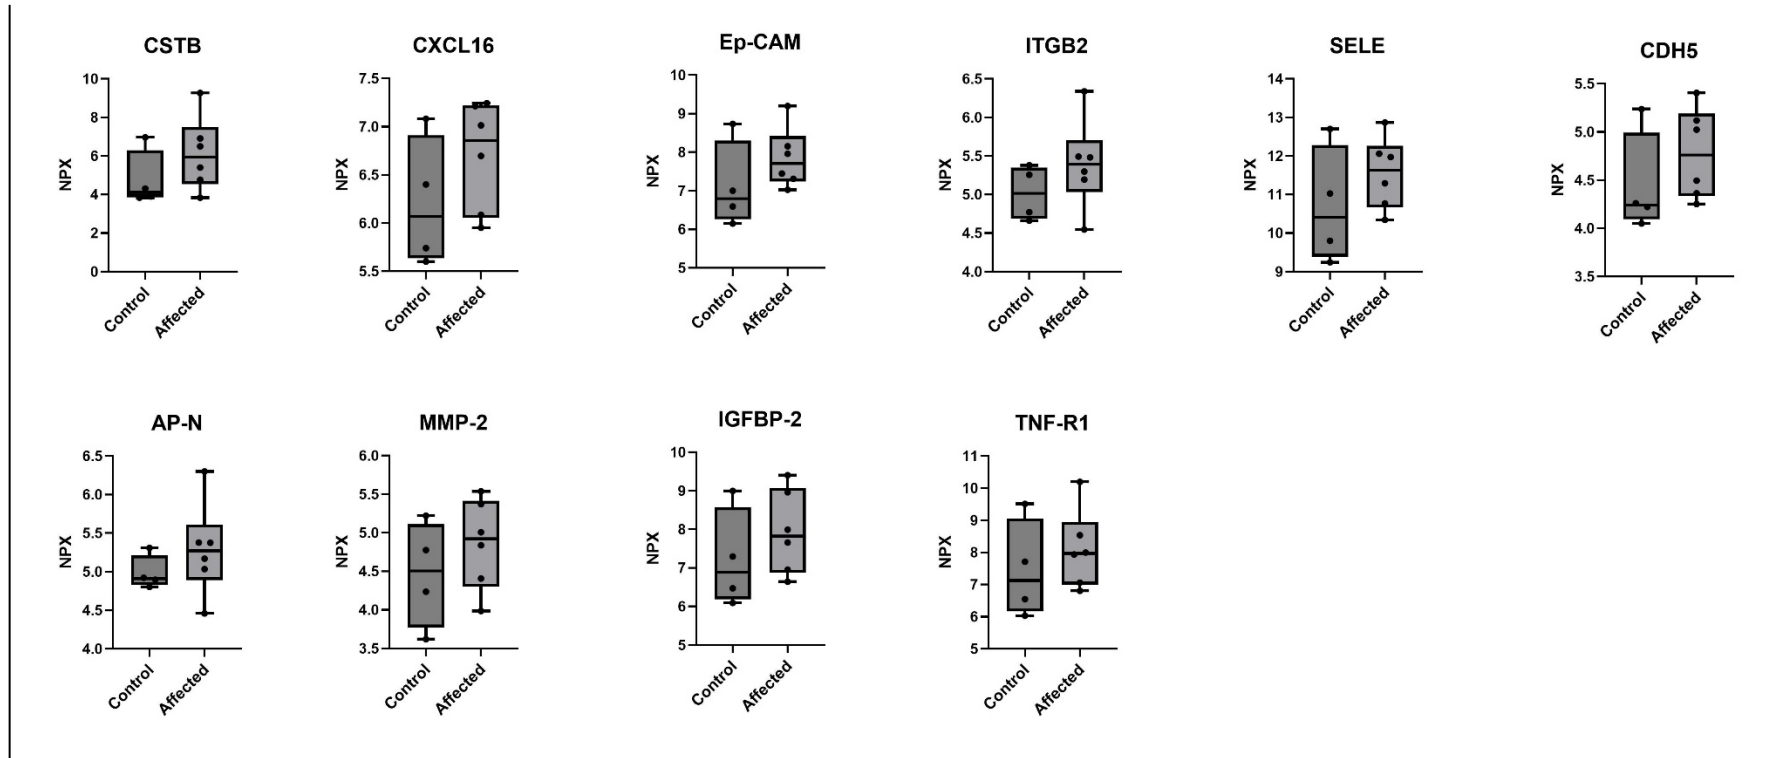 CSTB
NPX
10
8
6
4
2
0
Control
Affected
CXCL16
NPX
7.5
7.0
6.5
6.0
5.5
Control
Affected
Ep-CAM
NPX
10
9
8
7
6
5
Control
Affected
ITGB2
NPX
6.5
6.0
5.5
5.0
4.5
4.0
Control
Affected
SELE
NPX
14
13
12
11
10
9
Control
Affected
CDH5
NPX
5.5
5.0
4.5
4.0
3.5
Control
Affected
AP-N
NPX
6.5
6.0
5.5
5.0
4.5
4.0
Control
Affected
MMP-2
NPX
6.0
5.5
5.0
4.5
4.0
3.5
Control
Affected
IGFBP-2
NPX
10
9
8
7
6
5
Control
Affected
TNF-R1
NPX
11
10
9
8
7
6
5
Control
Affected